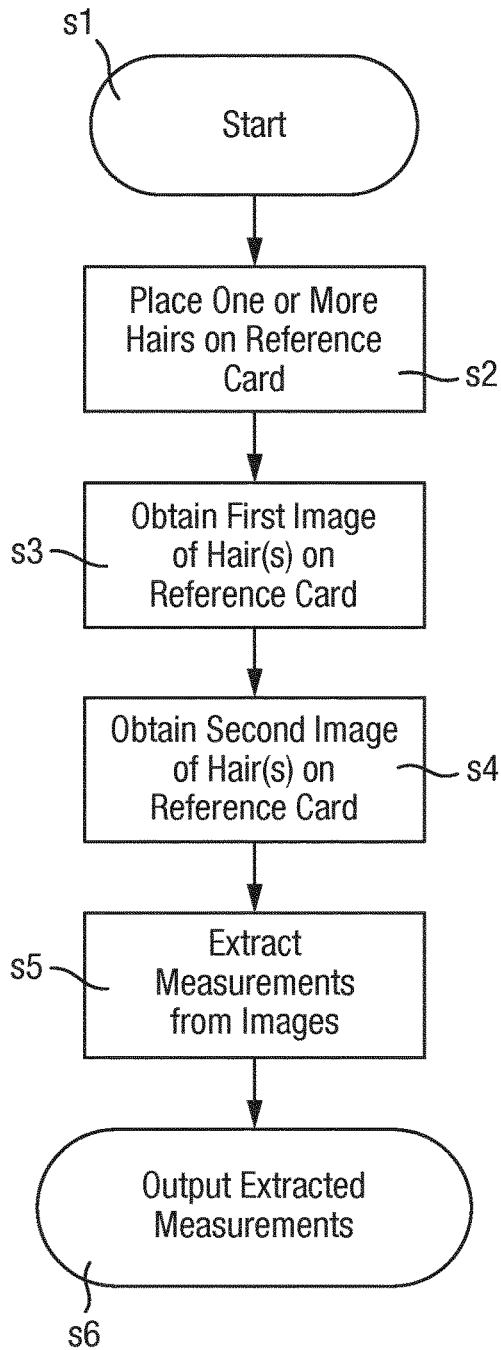 s1
Start
Place One or More
Hairs on Reference
Card
s2
Obtain First Image
of Hair(s) on
Reference Card
s3
Obtain Second Image
of Hair(s) on
Reference Card
s4
Extract
Measurements
from Images
s5
Output Extracted
Measurements
s6